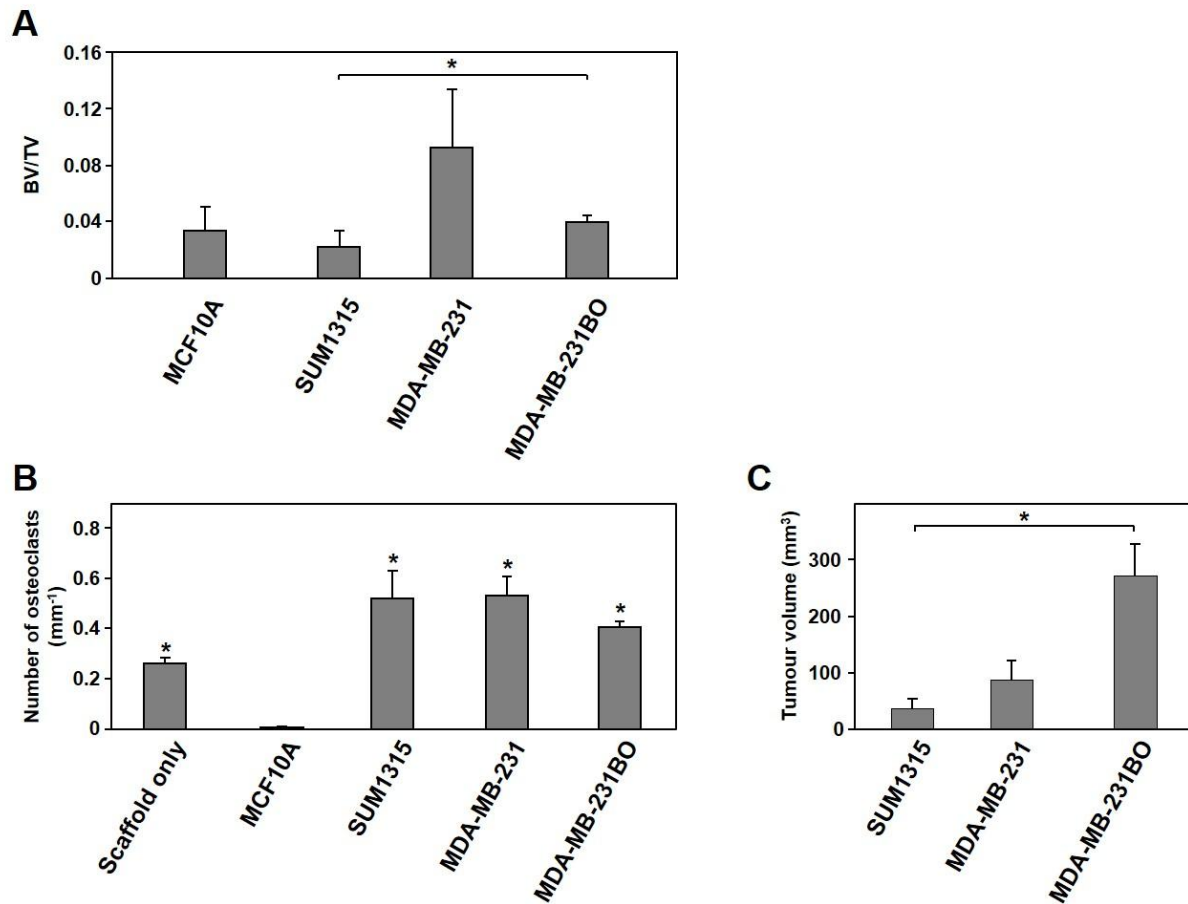 A
0.16
0.12
0.08
0.04
0
BV/TV
*
MCF10A
SUM1315
MDA-MB-231
MDA-MB-231BO
B
0.8
0.6
0.4
0.2
0
Number of osteoclasts
(mm-1)
*
*
*
*
Scaffold only
MCF10A
SUM1315
MDA-MB-231
MDA-MB-231BO
C
300
200
100
0
Tumour volume (mm³)
*
SUM1315
MDA-MB-231
MDA-MB-231BO